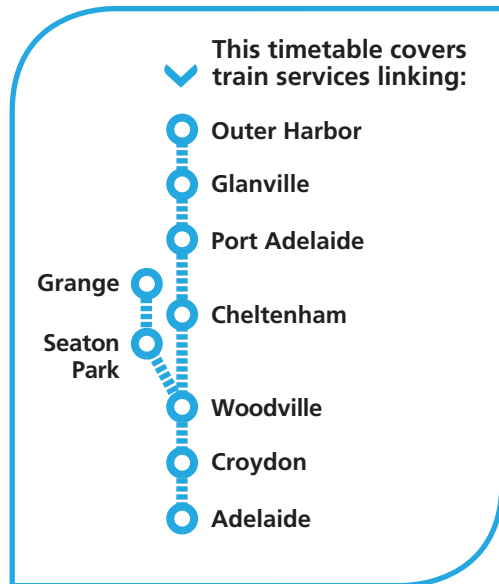 This timetable covers
train services linking:
Outer Harbor
Glanville
Port Adelaide
Grange
Cheltenham
Seaton
Park
Woodville
Croydon
Adelaide